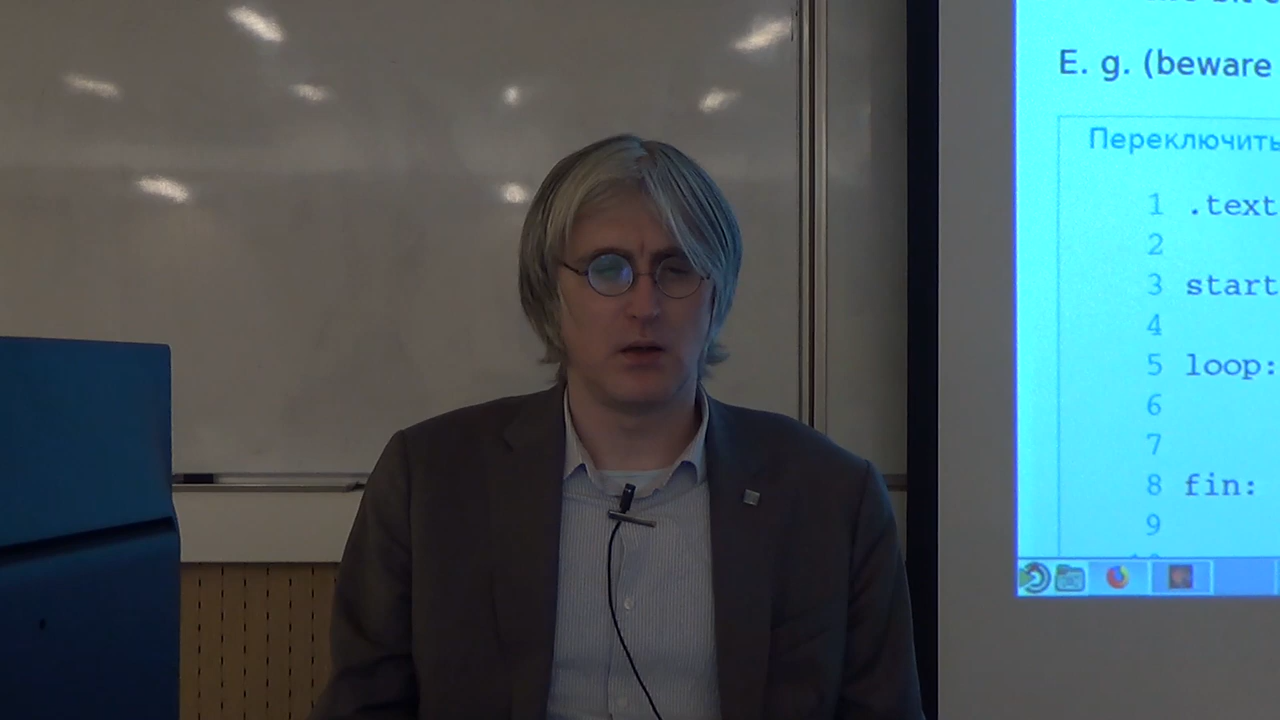 E. g. (beware
Переключить
1 .text
2
3 start
4
5 loop:
6
7
8 fin:
9